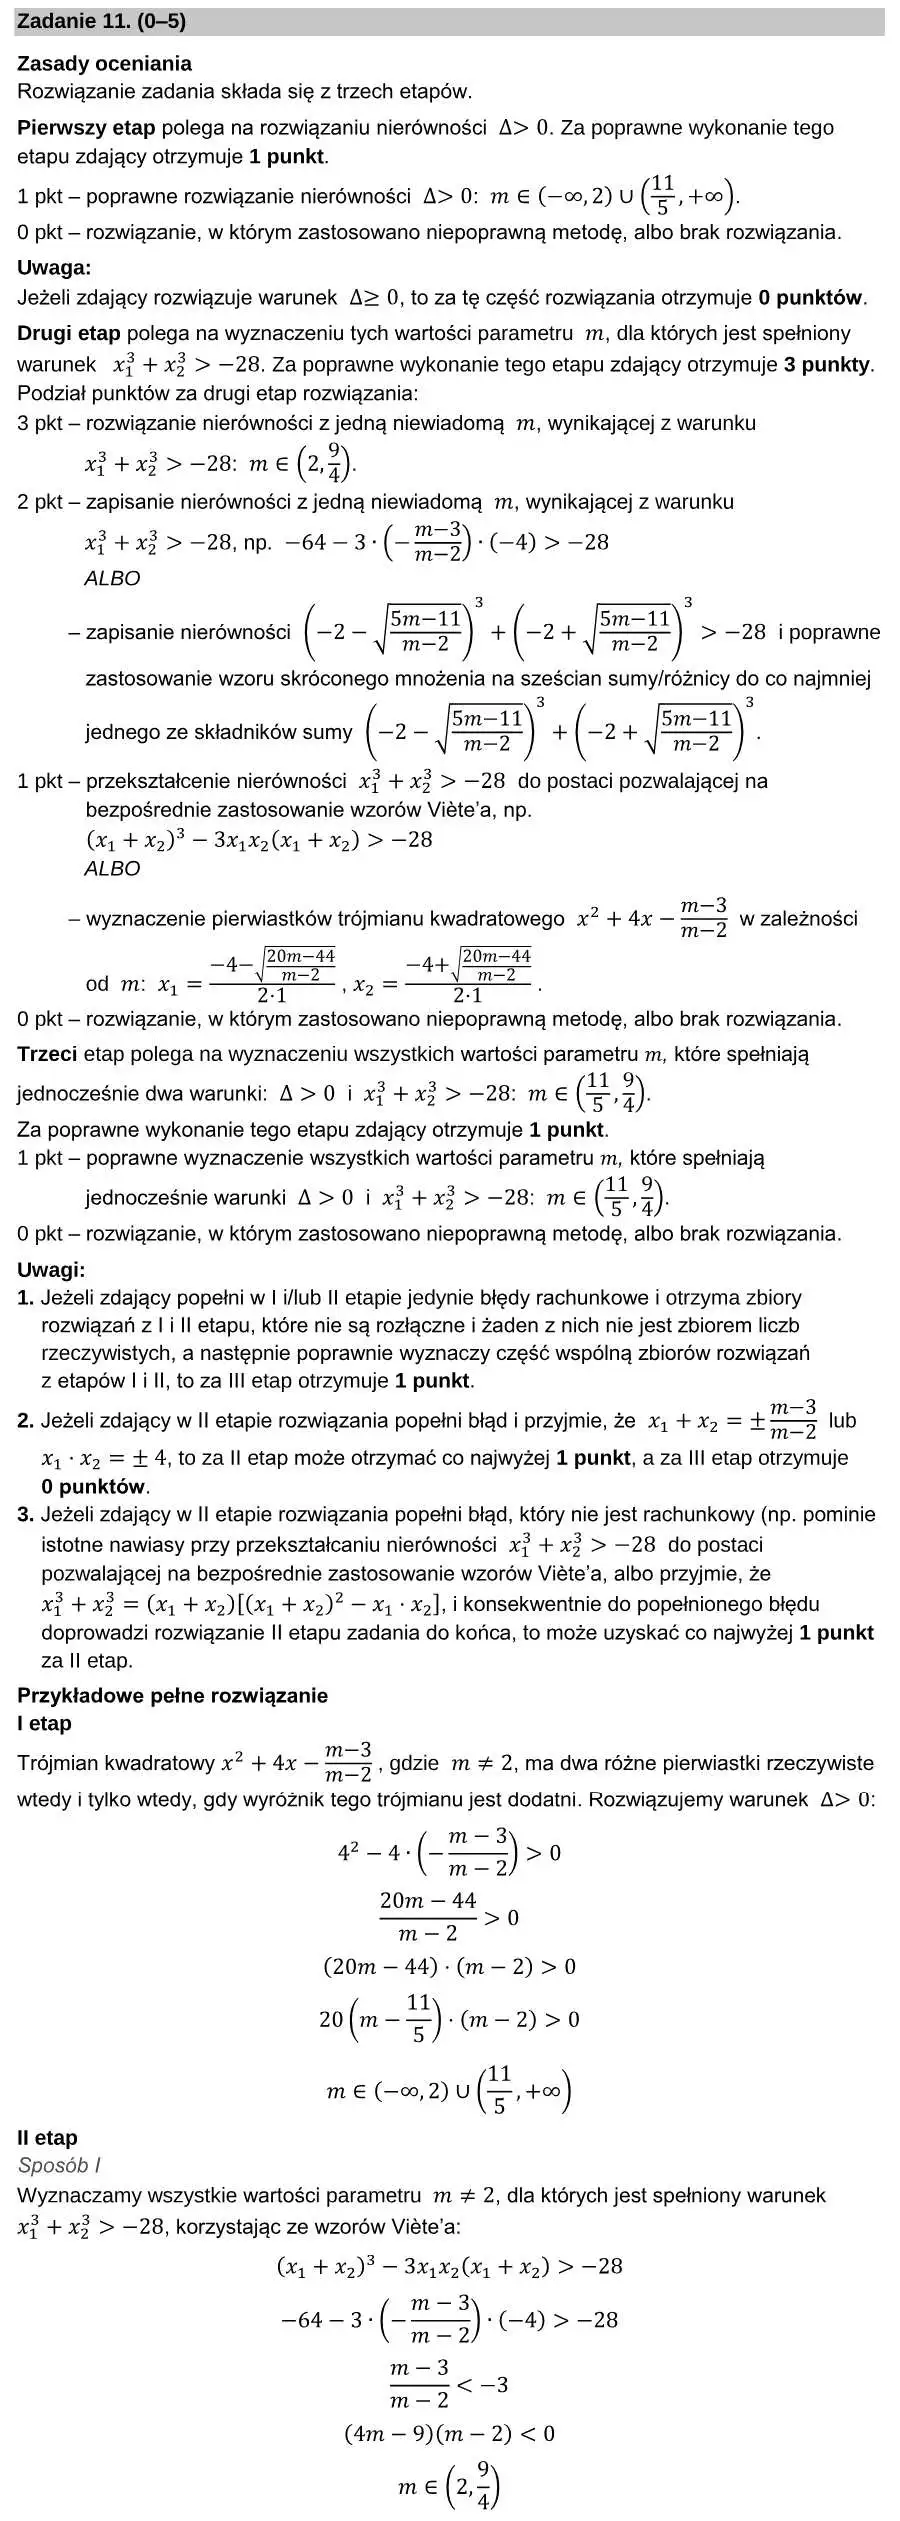 Zadanie 11. (0–5)
Zasady oceniania
Rozwiązanie zadania składa się z trzech etapów.
Pierwszy etap polega na rozwiązaniu nierówności Δ> 0. Za poprawne wykonanie tego
etapu zdający otrzymuje 1 punkt.
1 pkt – poprawne rozwiązanie nierówności Δ> 0: m ∈ (−∞, 2) ∪ (11/5, +∞).
0 pkt – rozwiązanie, w którym zastosowano niepoprawną metodę, albo brak rozwiązania.
Uwaga:
Jeżeli zdający rozwiązuje warunek Δ≥ 0, to za tę część rozwiązania otrzymuje 0 punktów.
Drugi etap polega na wyznaczeniu tych wartości parametru m, dla których jest spełniony
warunek x₁³ + x₂³ > −28. Za poprawne wykonanie tego etapu zdający otrzymuje 3 punkty.
Podział punktów za drugi etap rozwiązania:
3 pkt – rozwiązanie nierówności z jedną niewiadomą m, wynikającej z warunku
x₁³ + x₂³ > −28: m ∈ (2, 9/4).
2 pkt – zapisanie nierówności z jedną niewiadomą m, wynikającej z warunku
x₁³ + x₂³ > −28, np. −64 − 3 · (−(m−3)/(m−2)) · (−4) > −28
ALBO
– zapisanie nierówności (−2 − √((5m−11)/(m−2)))³ + (−2 + √((5m−11)/(m−2)))³ > −28 i poprawne
zastosowanie wzoru skróconego mnożenia na sześcian sumy/różnicy do co najmniej
jednego ze składników sumy (−2 − √((5m−11)/(m−2)))³ + (−2 + √((5m−11)/(m−2)))³.
1 pkt – przekształcenie nierówności x₁³ + x₂³ > −28 do postaci pozwalającej na
bezpośrednie zastosowanie wzorów Viète’a, np.
(x₁ + x₂)³ − 3x₁x₂(x₁ + x₂) > −28
ALBO
– wyznaczenie pierwiastków trójmianu kwadratowego x² + 4x − (m−3)/(m−2) w zależności
od m: x₁ = (−4−√((20m−44)/(m−2)))/(2·1), x₂ = (−4+√((20m−44)/(m−2)))/(2·1).
0 pkt – rozwiązanie, w którym zastosowano niepoprawną metodę, albo brak rozwiązania.
Trzeci etap polega na wyznaczeniu wszystkich wartości parametru m, które spełniają
jednocześnie dwa warunki: Δ > 0 i x₁³ + x₂³ > −28: m ∈ (11/5, 9/4).
Za poprawne wykonanie tego etapu zdający otrzymuje 1 punkt.
1 pkt – poprawne wyznaczenie wszystkich wartości parametru m, które spełniają
jednocześnie warunki Δ > 0 i x₁³ + x₂³ > −28: m ∈ (11/5, 9/4).
0 pkt – rozwiązanie, w którym zastosowano niepoprawną metodę, albo brak rozwiązania.
Uwagi:
1. Jeżeli zdający popełni w I i/lub II etapie jedynie błędy rachunkowe i otrzyma zbiory
rozwiązań z I i II etapu, które nie są rozłączne i żaden z nich nie jest zbiorem liczb
rzeczywistych, a następnie poprawnie wyznaczy część wspólną zbiorów rozwiązań
z etapów I i II, to za III etap otrzymuje 1 punkt.
2. Jeżeli zdający w II etapie rozwiązania popełni błąd i przyjmie, że x₁ + x₂ = ±(m−3)/(m−2) lub
x₁ · x₂ = ± 4, to za II etap może otrzymać co najwyżej 1 punkt, a za III etap otrzymuje
0 punktów.
3. Jeżeli zdający w II etapie rozwiązania popełni błąd, który nie jest rachunkowy (np. pominie
istotne nawiasy przy przekształcaniu nierówności x₁³ + x₂³ > −28 do postaci
pozwalającej na bezpośrednie zastosowanie wzorów Viète’a, albo przyjmie, że
x₁³ + x₂³ = (x₁ + x₂)[(x₁ + x₂)² − x₁ · x₂], i konsekwentnie do popełnionego błędu
doprowadzi rozwiązanie II etapu zadania do końca, to może uzyskać co najwyżej 1 punkt
za II etap.
Przykładowe pełne rozwiązanie
I etap
Trójmian kwadratowy x² + 4x − (m−3)/(m−2), gdzie m ≠ 2, ma dwa różne pierwiastki rzeczywiste
wtedy i tylko wtedy, gdy wyróżnik tego trójmianu jest dodatni. Rozwiązujemy warunek Δ> 0:
4² − 4 · (−(m − 3)/(m − 2)) > 0
(20m − 44)/(m − 2) > 0
(20m − 44) · (m − 2) > 0
20 (m − 11/5) · (m − 2) > 0
m ∈ (−∞, 2) ∪ (11/5, +∞)
II etap
Sposób I
Wyznaczamy wszystkie wartości parametru m ≠ 2, dla których jest spełniony warunek
x₁³ + x₂³ > −28, korzystając ze wzorów Viète’a:
(x₁ + x₂)³ − 3x₁x₂(x₁ + x₂) > −28
−64 − 3 · (−(m − 3)/(m − 2)) · (−4) > −28
(m − 3)/(m − 2) < −3
(4m − 9)(m − 2) < 0
m ∈ (2, 9/4)